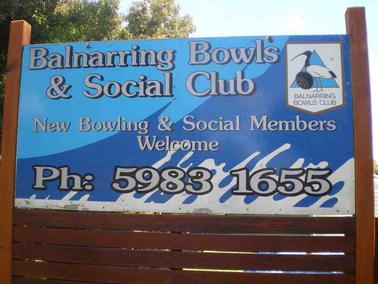 Balnarring Bowls
& Social Club
BALNARRING
BOWLS CLUB
New Bowling & Social Members
Welcome
Ph: 5983 1655